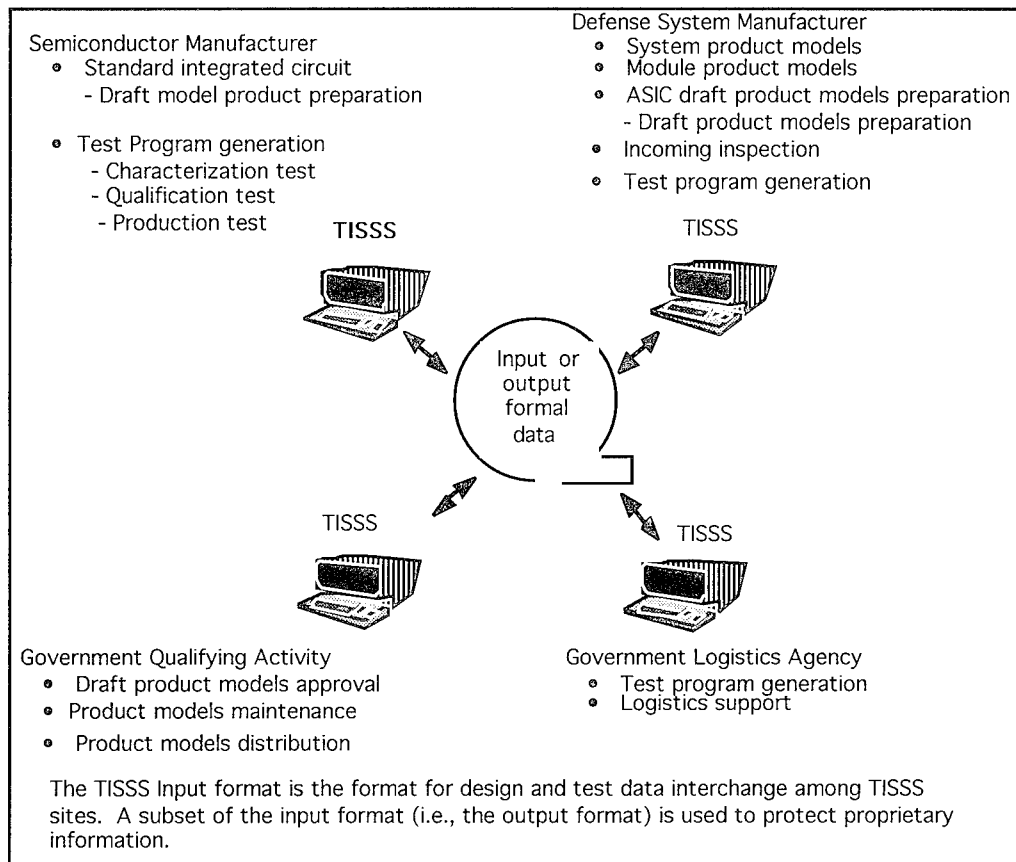 Semiconductor Manufacturer
• Standard integrated circuit
- Draft model product preparation
• Test Program generation
- Characterization test
- Qualification test
- Production test
TISSS
Defense System Manufacturer
• System product models
• Module product models
• ASIC draft product models preparation
- Draft product models preparation
• Incoming inspection
• Test program generation
TISSS
Input or
output
formal
data
TISSS
Government Qualifying Activity
• Draft product models approval
• Product models maintenance
• Product models distribution
TISSS
Government Logistics Agency
• Test program generation
• Logistics support
The TISSS Input format is the format for design and test data interchange among TISSS
sites. A subset of the input format (i.e., the output format) is used to protect proprietary
information.